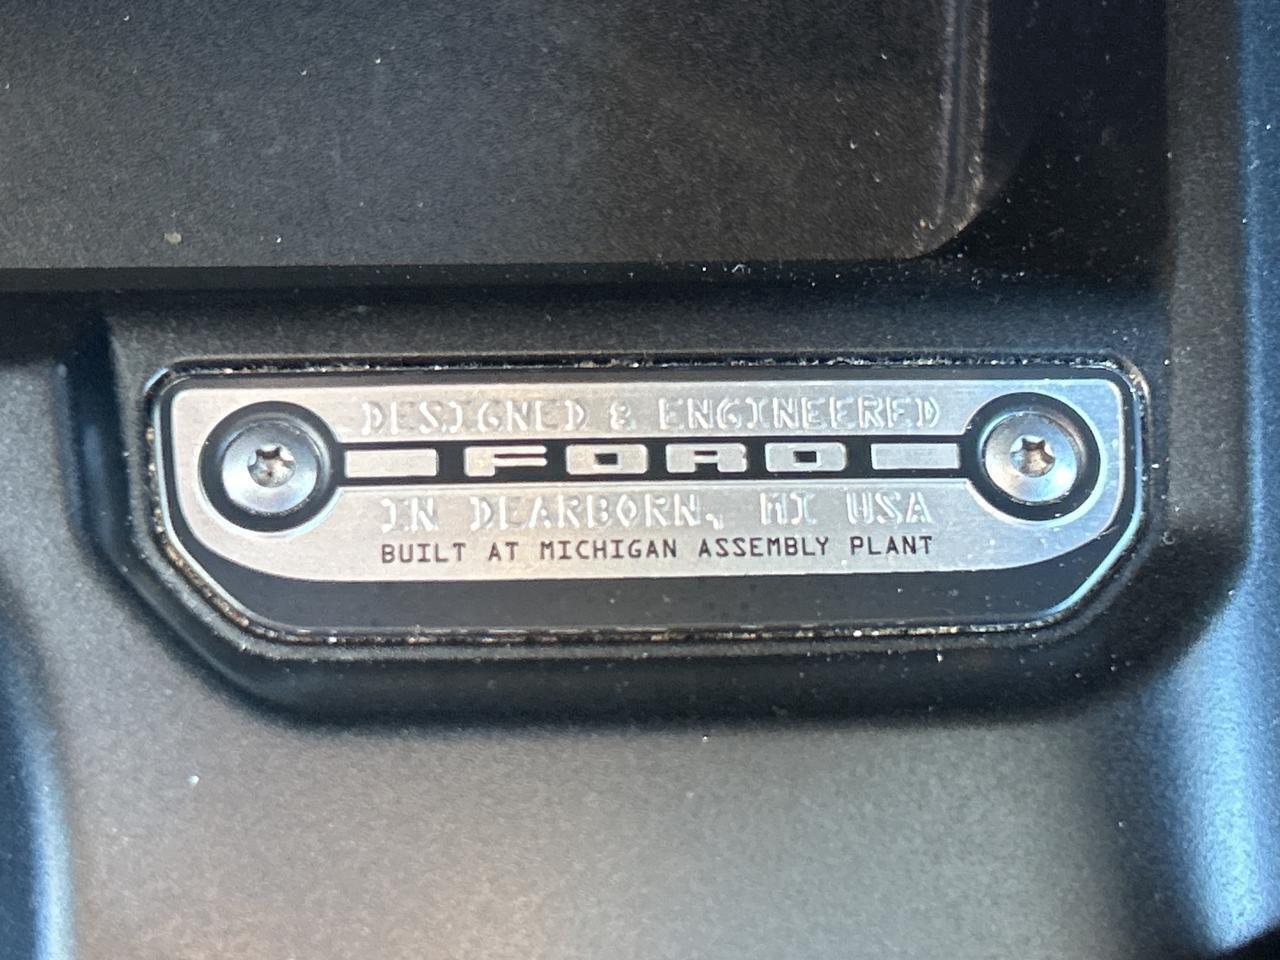 DESIGNED & ENGINEERED
FORD
IN DEARBORN, MI USA
BUILT AT MICHIGAN ASSEMBLY PLANT